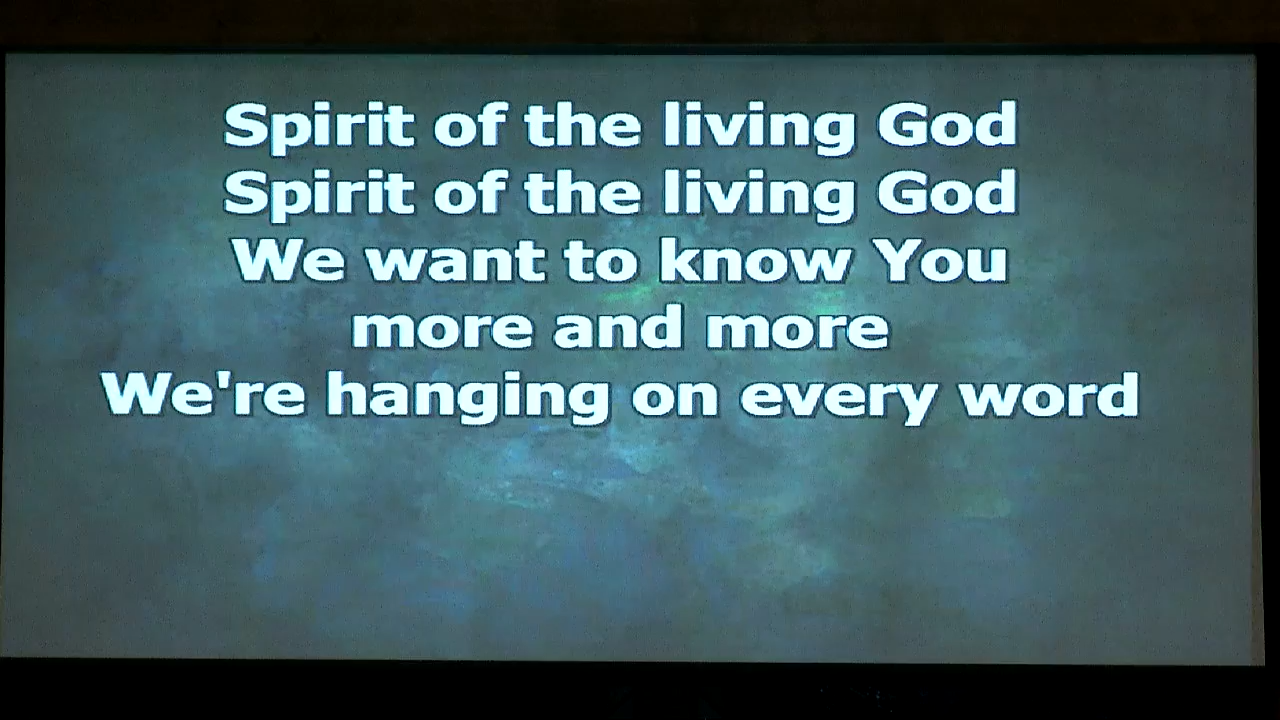 Spirit of the living God
Spirit of the living God
We want to know You
more and more
We're hanging on every word